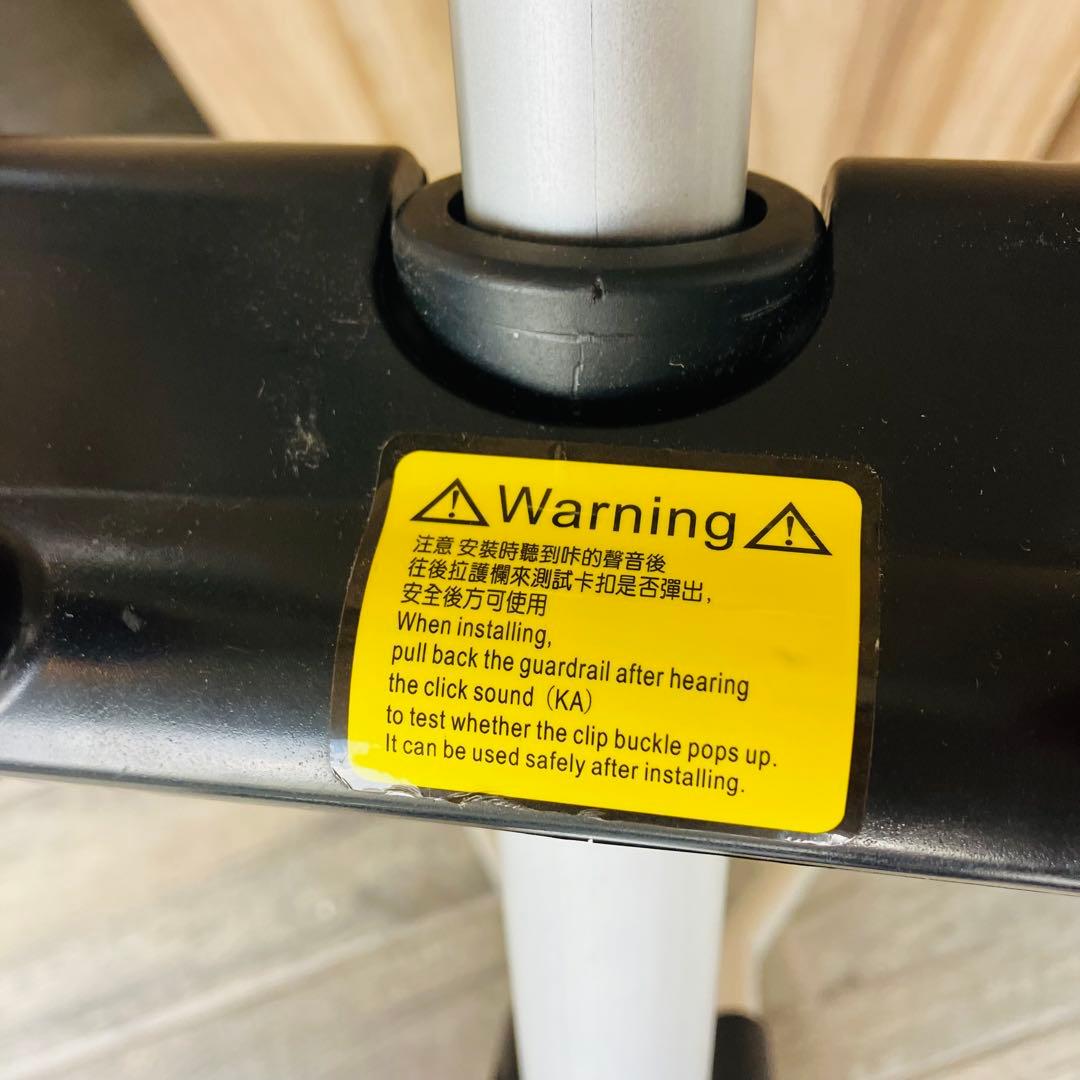 Warning
注意 安裝時聽到咔的聲音後
往後拉護欄來測試卡扣是否彈出，
安全後方可使用
When installing,
pull back the guardrail after hearing
the click sound（KA）
to test whether the clip buckle pops up.
It can be used safely after installing.